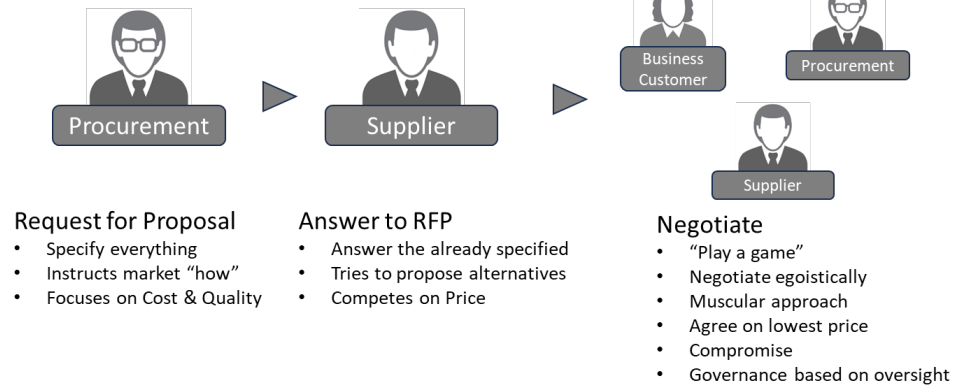 Procurement
Supplier
Business
Customer
Procurement
Supplier
Request for Proposal
• Specify everything
• Instructs market “how”
• Focuses on Cost & Quality
Answer to RFP
• Answer the already specified
• Tries to propose alternatives
• Competes on Price
Negotiate
• “Play a game”
• Negotiate egoistically
• Muscular approach
• Agree on lowest price
• Compromise
• Governance based on oversight